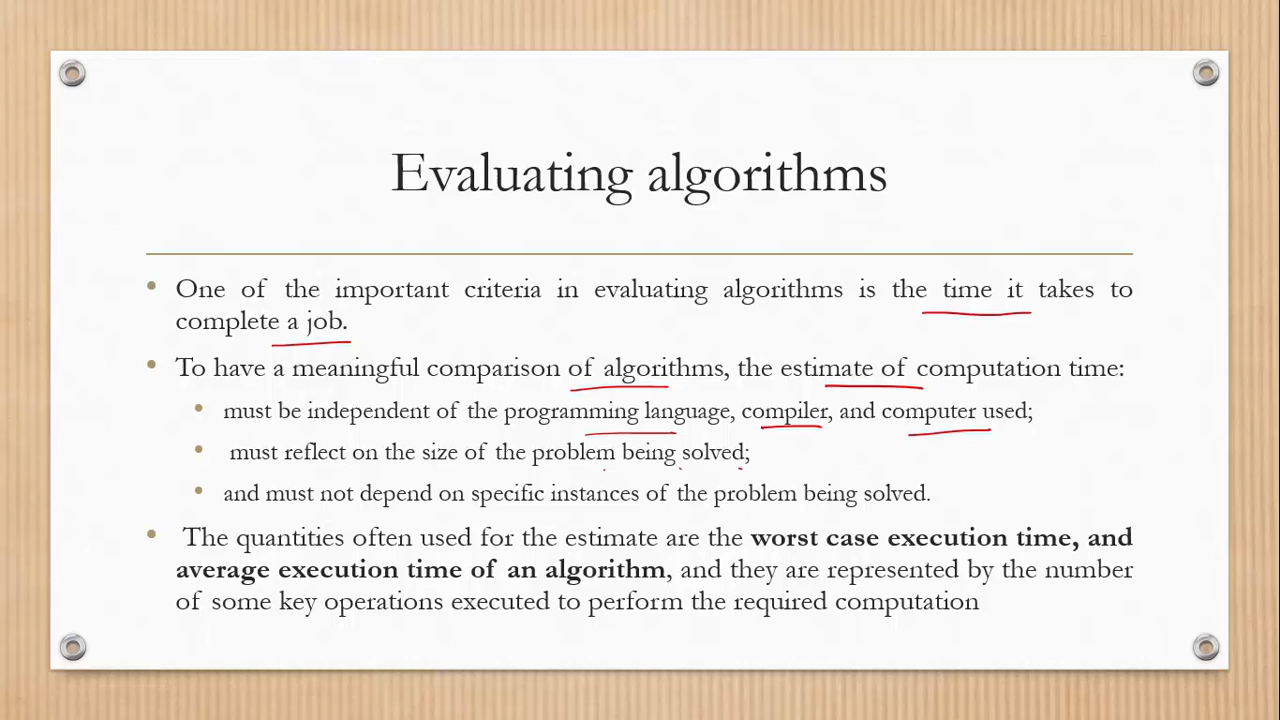 Evaluating algorithms
• One of the important criteria in evaluating algorithms is the time it takes to
complete a job.
• To have a meaningful comparison of algorithms, the estimate of computation time:
• must be independent of the programming language, compiler, and computer used;
• must reflect on the size of the problem being solved;
• and must not depend on specific instances of the problem being solved.
• The quantities often used for the estimate are the worst case execution time, and
average execution time of an algorithm, and they are represented by the number
of some key operations executed to perform the required computation